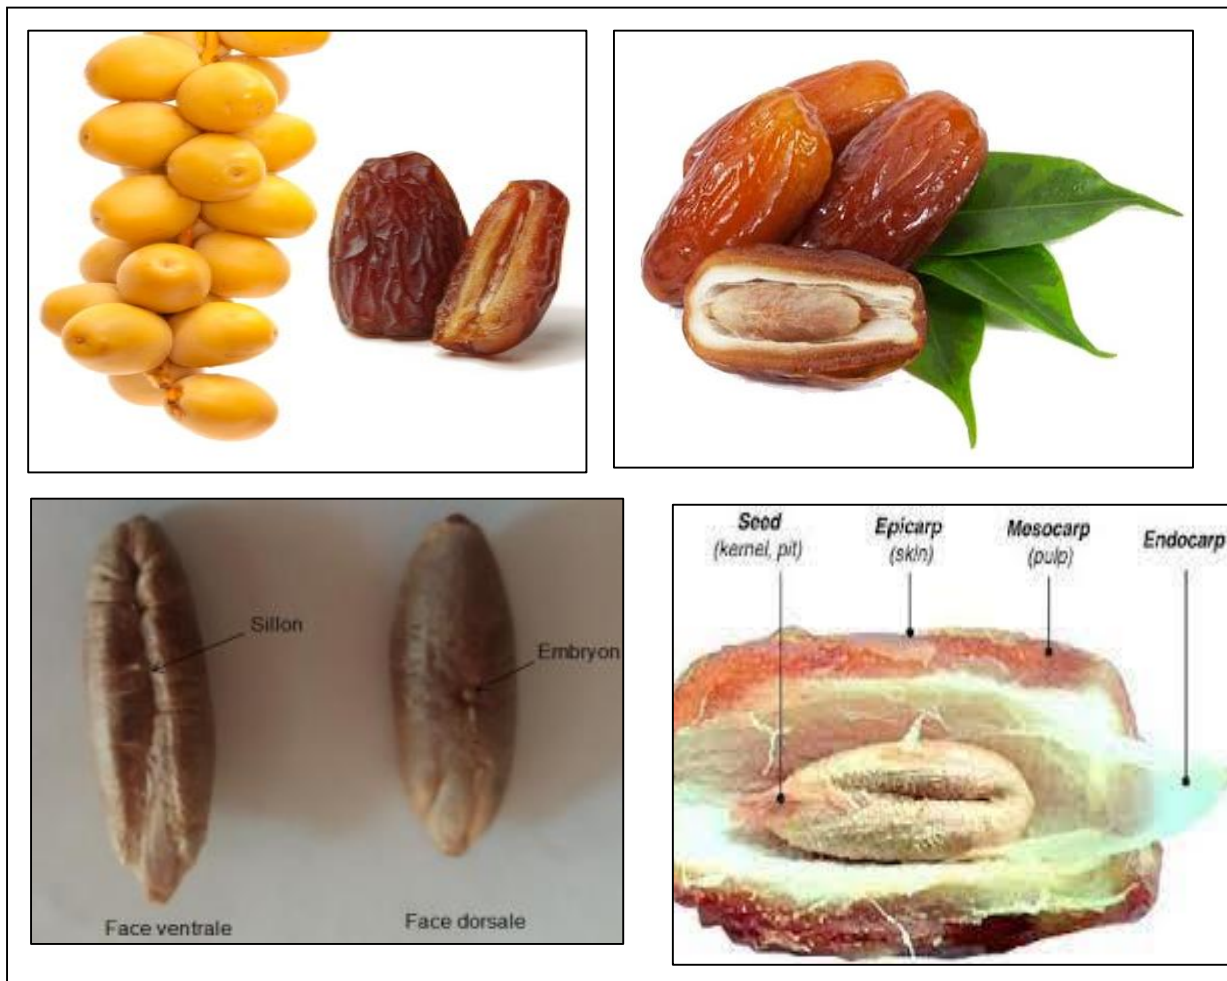 Sillon
Embryon
Face ventrale
Face dorsale
Seed
(kernel, pit)
Epicarp
(skin)
Mesocarp
(pulp)
Endocarp